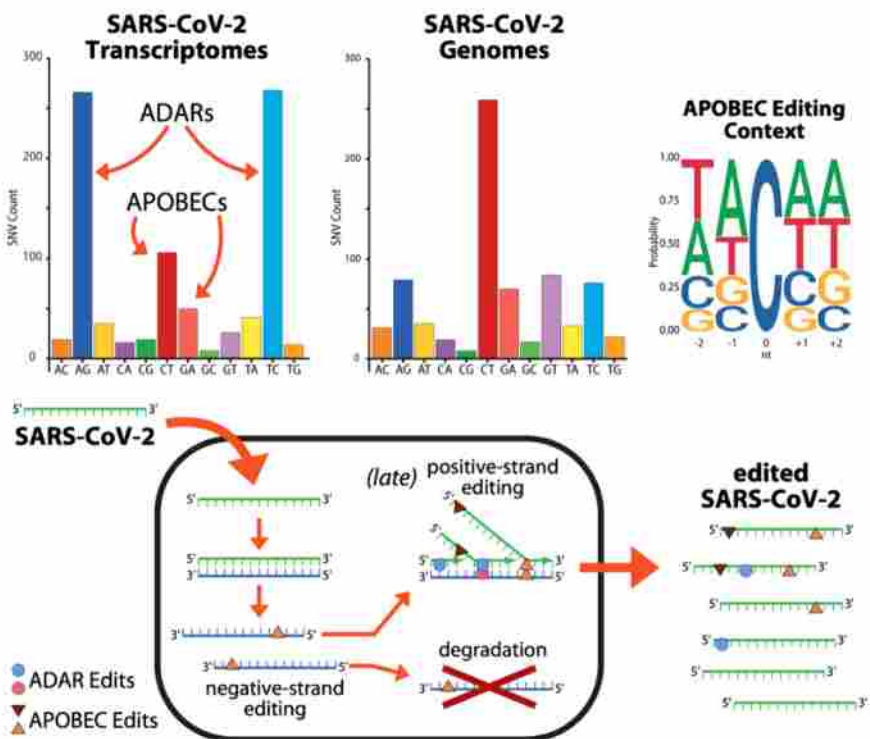 SARS-CoV-2
Transcriptomes
300
200
100
0
SNV Count
ADARs
APOBECs
AC AG AT CA CG CT GA GC GT TA TC TG
SARS-CoV-2
Genomes
300
200
100
0
SNV Count
AC AG AT CA CG CT GA GC GT TA TC TG
APOBEC Editing
Context
1.00
0.75
0.50
0.25
0.00
Probability
T A C A A
A T T T
C G C G
G C G C
-2 -1 0 +1 +2
nt
5' 3'
SARS-CoV-2
5' 3'
5' 3'
3' 5'
3' 5'
3' 5'
negative-strand
editing
(late) positive-strand
editing
5'
5'
5' 3'
3' 5'
degradation
3' 5'
ADAR Edits
APOBEC Edits
edited
SARS-CoV-2
5' 3'
5' 3'
5' 3'
5' 3'
5' 3'
5' 3'